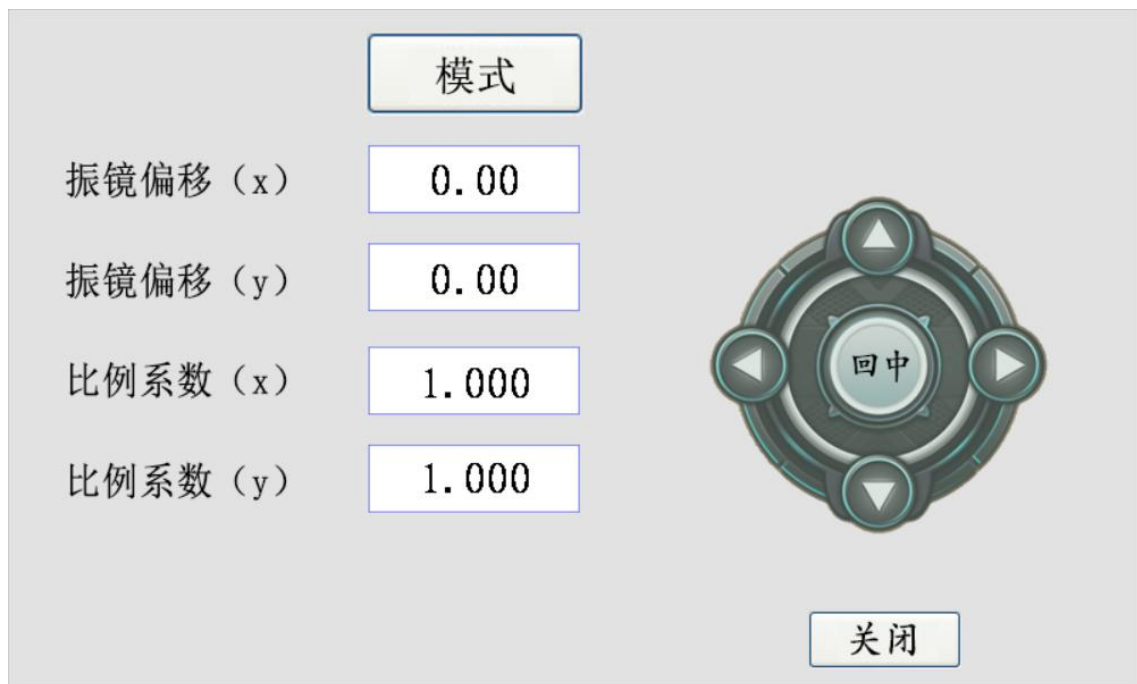 模式
振镜偏移（x） 0.00
振镜偏移（y） 0.00
比例系数（x） 1.000
比例系数（y） 1.000
回中
关闭